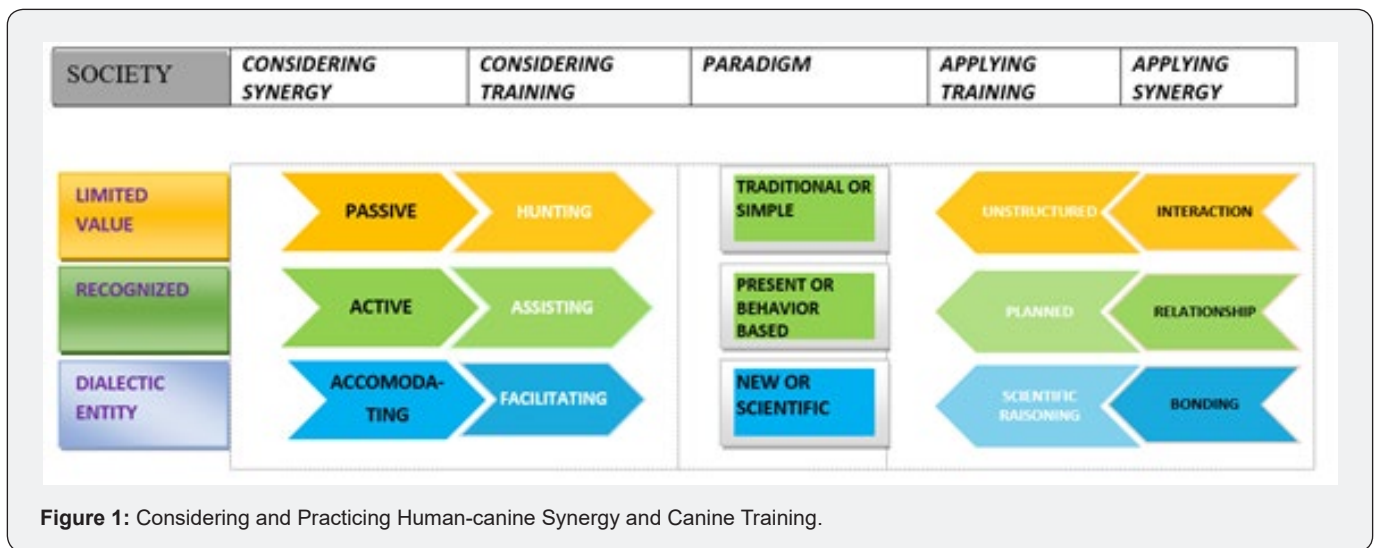 SOCIETY
CONSIDERING
SYNERGY
CONSIDERING
TRAINING
PARADIGM
APPLYING
TRAINING
APPLYING
SYNERGY
LIMITED
VALUE
PASSIVE
HUNTING
TRADITIONAL OR
SIMPLE
UNSTRUCTURED
INTERACTION
RECOGNIZED
ACTIVE
ASSISTING
PRESENT OR
BEHAVIOR
BASED
PLANNED
RELATIONSHIP
DIALECTIC
ENTITY
ACCOMODA-
TING
FACILITATING
NEW OR
SCIENTIFIC
SCIENTIFIC
RAISONING
BONDING
Figure 1: Considering and Practicing Human-canine Synergy and Canine Training.